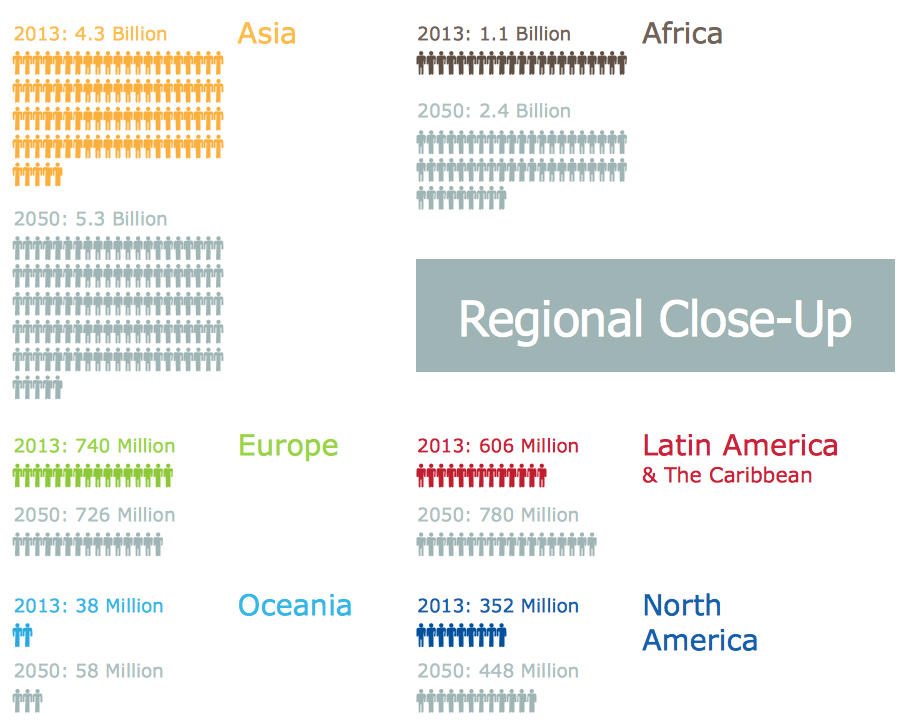 2013: 4.3 Billion
Asia
2050: 5.3 Billion
2013: 1.1 Billion
Africa
2050: 2.4 Billion
Regional Close-Up
2013: 740 Million
Europe
2050: 726 Million
2013: 606 Million
Latin America
& The Caribbean
2050: 780 Million
2013: 38 Million
Oceania
2050: 58 Million
2013: 352 Million
North
America
2050: 448 Million